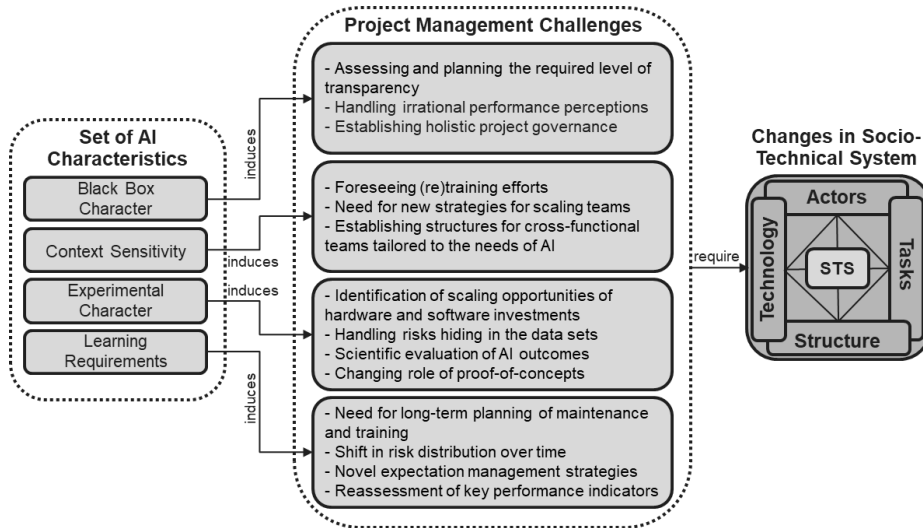 Project Management Challenges
- Assessing and planning the required level of
transparency
- Handling irrational performance perceptions
- Establishing holistic project governance
Set of AI
Characteristics
Black Box
Character
Context Sensitivity
Experimental
Character
Learning
Requirements
induces
induces
induces
induces
- Foreseeing (re)training efforts
- Need for new strategies for scaling teams
- Establishing structures for cross-functional
teams tailored to the needs of AI
- Identification of scaling opportunities of
hardware and software investments
- Handling risks hiding in the data sets
- Scientific evaluation of AI outcomes
- Changing role of proof-of-concepts
- Need for long-term planning of maintenance
and training
- Shift in risk distribution over time
- Novel expectation management strategies
- Reassessment of key performance indicators
require
Changes in Socio-
Technical System
Actors
Technology
STS
Tasks
Structure